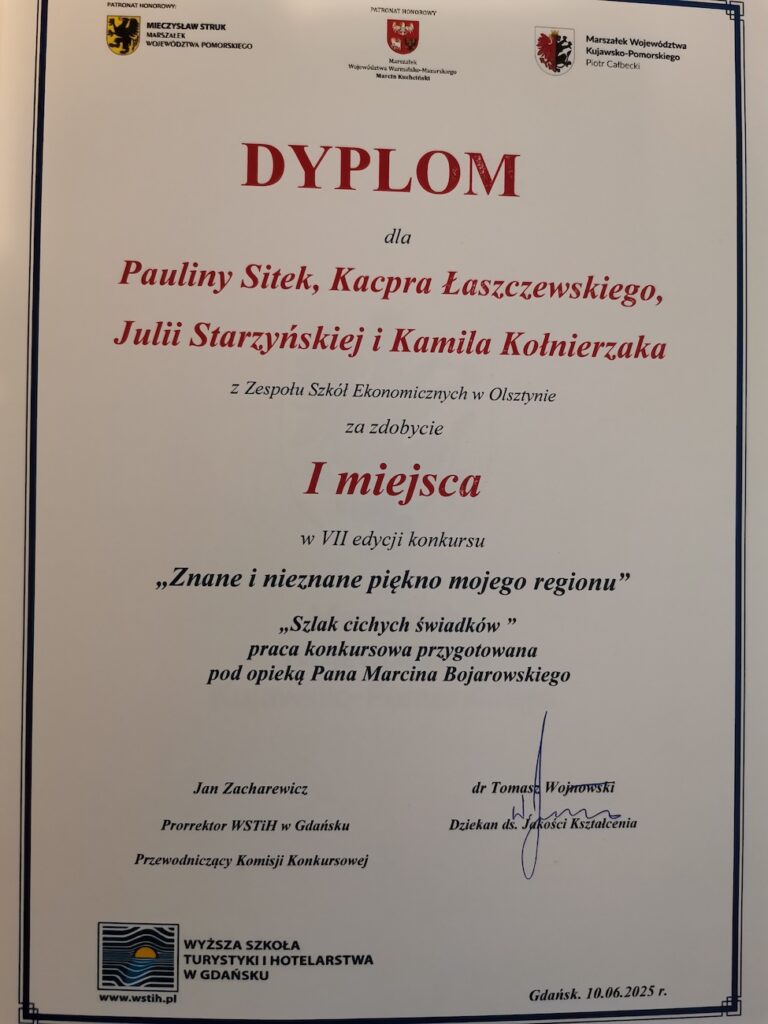 PATRONAT HONOROWY:
MIECZYSŁAW STRUK
MARSZAŁEK
WOJEWÓDZTWA POMORSKIEGO
PATRONAT HONOROWY
Marszałek
Województwa Warmińsko-Mazurskiego
Marcin Kuchciński
Marszałek Województwa
Kujawsko-Pomorskiego
Piotr Całbecki
DYPLOM
dla
Pauliny Sitek, Kacpra Łaszczewskiego,
Julii Starzyńskiej i Kamila Kołnierzaka
z Zespołu Szkół Ekonomicznych w Olsztynie
za zdobycie
I miejsca
w VII edycji konkursu
„Znane i nieznane piękno mojego regionu”
„Szlak cichych świadków ”
praca konkursowa przygotowana
pod opieką Pana Marcina Bojarowskiego
Jan Zacharewicz
Prorrektor WSTiH w Gdańsku
Przewodniczący Komisji Konkursowej
dr Tomasz Wojnowski
Dziekan ds. Jakości Kształcenia
WYŻSZA SZKOŁA
TURYSTYKI I HOTELARSTWA
W GDAŃSKU
www.wstih.pl
Gdańsk. 10.06.2025 r.